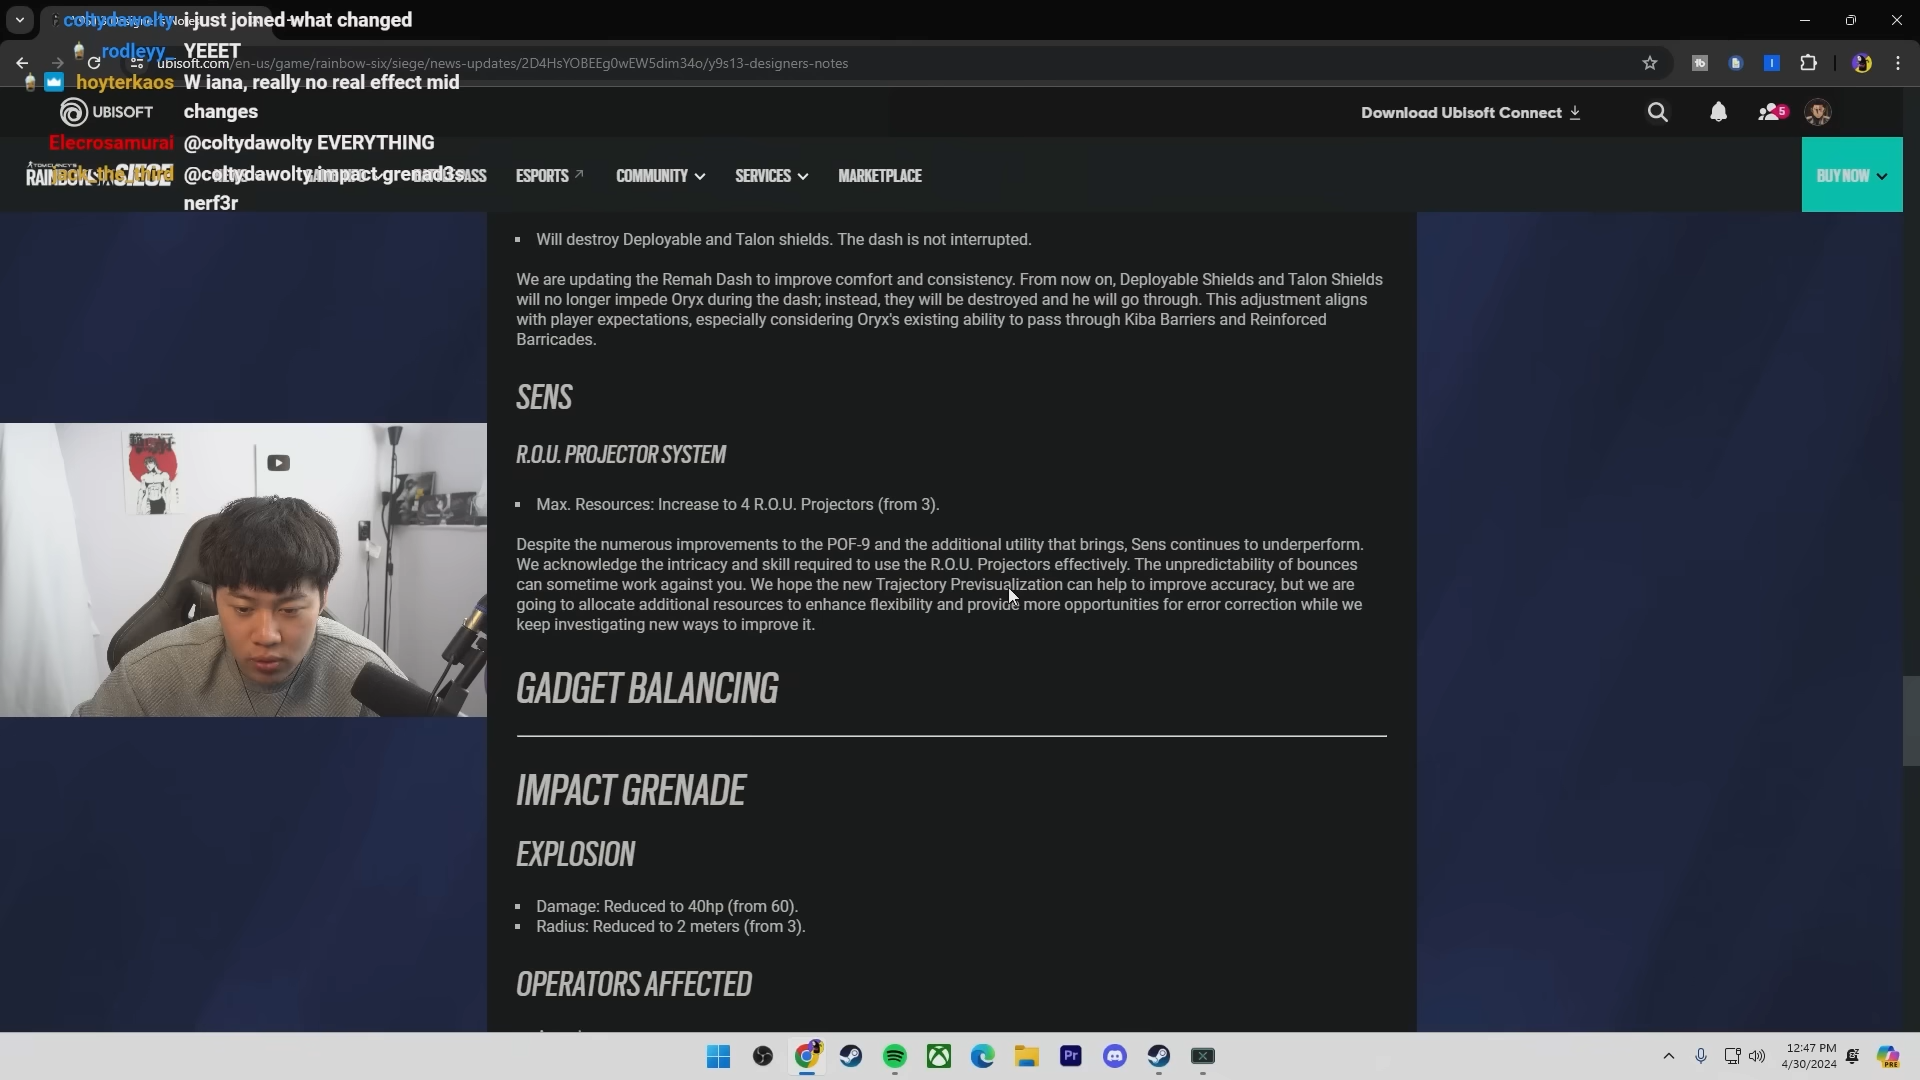 coltydawolty i just joined what changed
rodleyy_ YEEET
ubisoft.com/en-us/game/rainbow-six/siege/news-updates/2D4HsYOBEEg0wEW5dim34o/y9s13-designers-notes
hoyterkaos W iana, really no real effect mid
changes
UBISOFT
Download Ubisoft Connect
5
Elecrosamurai @coltydawolty EVERYTHING
jack_tha_third @coltydawolty impact grenad3s
nerf3r
RAINBOW SIX SIEGE
BATTLE PASS
ESPORTS
COMMUNITY
SERVICES
MARKETPLACE
BUY NOW
Will destroy Deployable and Talon shields. The dash is not interrupted.
We are updating the Remah Dash to improve comfort and consistency. From now on, Deployable Shields and Talon Shields
will no longer impede Oryx during the dash; instead, they will be destroyed and he will go through. This adjustment aligns
with player expectations, especially considering Oryx's existing ability to pass through Kiba Barriers and Reinforced
Barricades.
SENS
R.O.U. PROJECTOR SYSTEM
Max. Resources: Increase to 4 R.O.U. Projectors (from 3).
Despite the numerous improvements to the POF-9 and the additional utility that brings, Sens continues to underperform.
We acknowledge the intricacy and skill required to use the R.O.U. Projectors effectively. The unpredictability of bounces
can sometime work against you. We hope the new Trajectory Previsualization can help to improve accuracy, but we are
going to allocate additional resources to enhance flexibility and provide more opportunities for error correction while we
keep investigating new ways to improve it.
GADGET BALANCING
IMPACT GRENADE
EXPLOSION
Damage: Reduced to 40hp (from 60).
Radius: Reduced to 2 meters (from 3).
OPERATORS AFFECTED
Pr
12:47 PM
4/30/2024
PRE